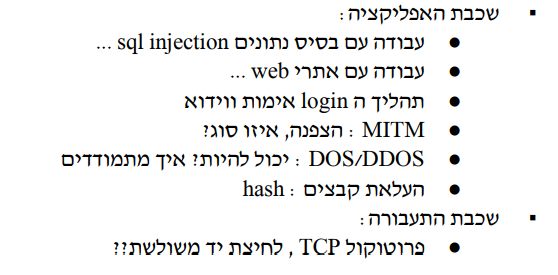 ▪ שכבת האפליקציה:
● עבודה עם בסיס נתונים sql injection ...
● עבודה עם אתרי web ...
● תהליך ה login אימות ווידוא
● MITM : הצפנה, איזו סוג?
● DOS/DDOS : יכול להיות? איך מתמודדים
● העלאת קבצים : hash
▪ שכבת התעבורה:
● פרוטוקול TCP , לחיצת יד משולשת??